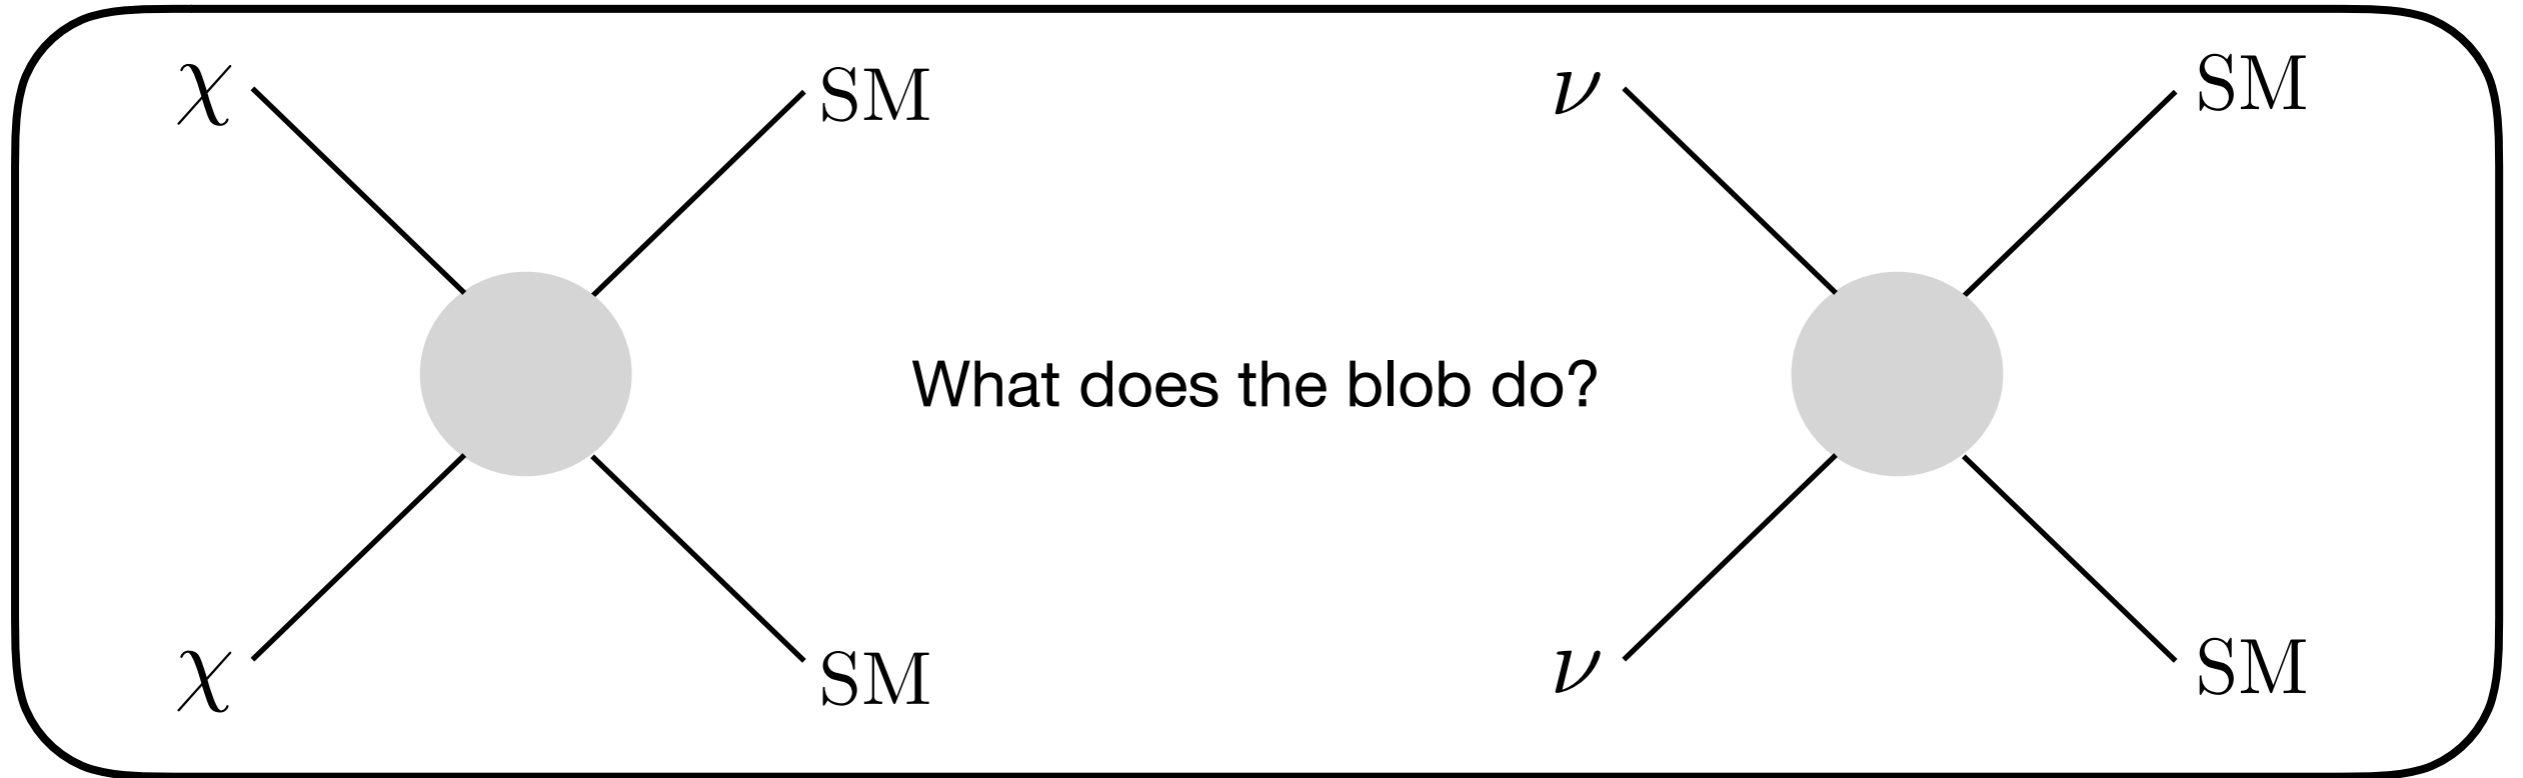 χ SM ν SM
What does the blob do?
χ SM ν SM